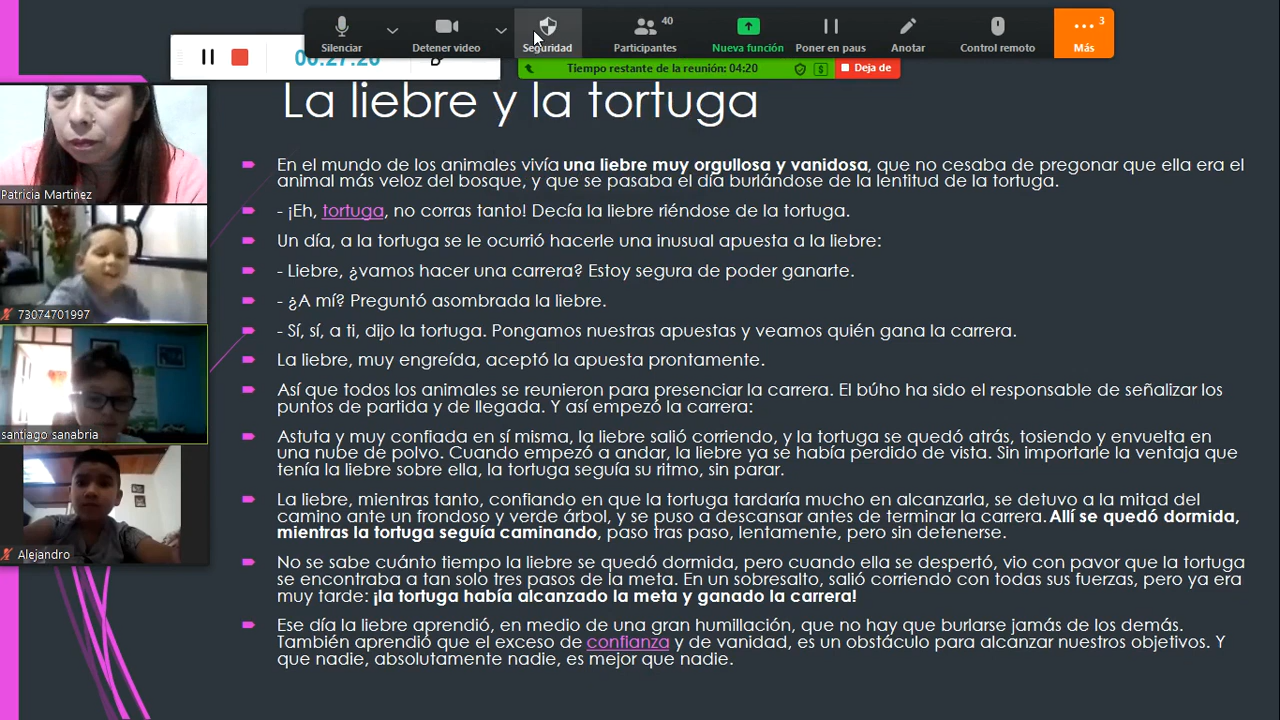 40
3
Silenciar
Detener video
Seguridad
Participantes
Nueva función
Poner en paus
Anotar
Control remoto
Más
00:27:20
Tiempo restante de la reunión: 04:20
Deja de
La liebre y la tortuga
En el mundo de los animales vivía una liebre muy orgullosa y vanidosa, que no cesaba de pregonar que ella era el
animal más veloz del bosque, y que se pasaba el día burlándose de la lentitud de la tortuga.
- ¡Eh, tortuga, no corras tanto! Decía la liebre riéndose de la tortuga.
Un día, a la tortuga se le ocurrió hacerle una inusual apuesta a la liebre:
- Liebre, ¿vamos hacer una carrera? Estoy segura de poder ganarte.
- ¿A mí? Preguntó asombrada la liebre.
- Sí, sí, a ti, dijo la tortuga. Pongamos nuestras apuestas y veamos quién gana la carrera.
La liebre, muy engreída, aceptó la apuesta prontamente.
Así que todos los animales se reunieron para presenciar la carrera. El búho ha sido el responsable de señalizar los
puntos de partida y de llegada. Y así empezó la carrera:
Astuta y muy confiada en sí misma, la liebre salió corriendo, y la tortuga se quedó atrás, tosiendo y envuelta en
una nube de polvo. Cuando empezó a andar, la liebre ya se había perdido de vista. Sin importarle la ventaja que
tenía la liebre sobre ella, la tortuga seguía su ritmo, sin parar.
La liebre, mientras tanto, confiando en que la tortuga tardaría mucho en alcanzarla, se detuvo a la mitad del
camino ante un frondoso y verde árbol, y se puso a descansar antes de terminar la carrera. Allí se quedó dormida,
mientras la tortuga seguía caminando, paso tras paso, lentamente, pero sin detenerse.
No se sabe cuánto tiempo la liebre se quedó dormida, pero cuando ella se despertó, vio con pavor que la tortuga
se encontraba a tan solo tres pasos de la meta. En un sobresalto, salió corriendo con todas sus fuerzas, pero ya era
muy tarde: ¡la tortuga había alcanzado la meta y ganado la carrera!
Ese día la liebre aprendió, en medio de una gran humillación, que no hay que burlarse jamás de los demás.
También aprendió que el exceso de confianza y de vanidad, es un obstáculo para alcanzar nuestros objetivos. Y
que nadie, absolutamente nadie, es mejor que nadie.
Patricia Martinez
73074701997
santiago sanabria
Alejandro